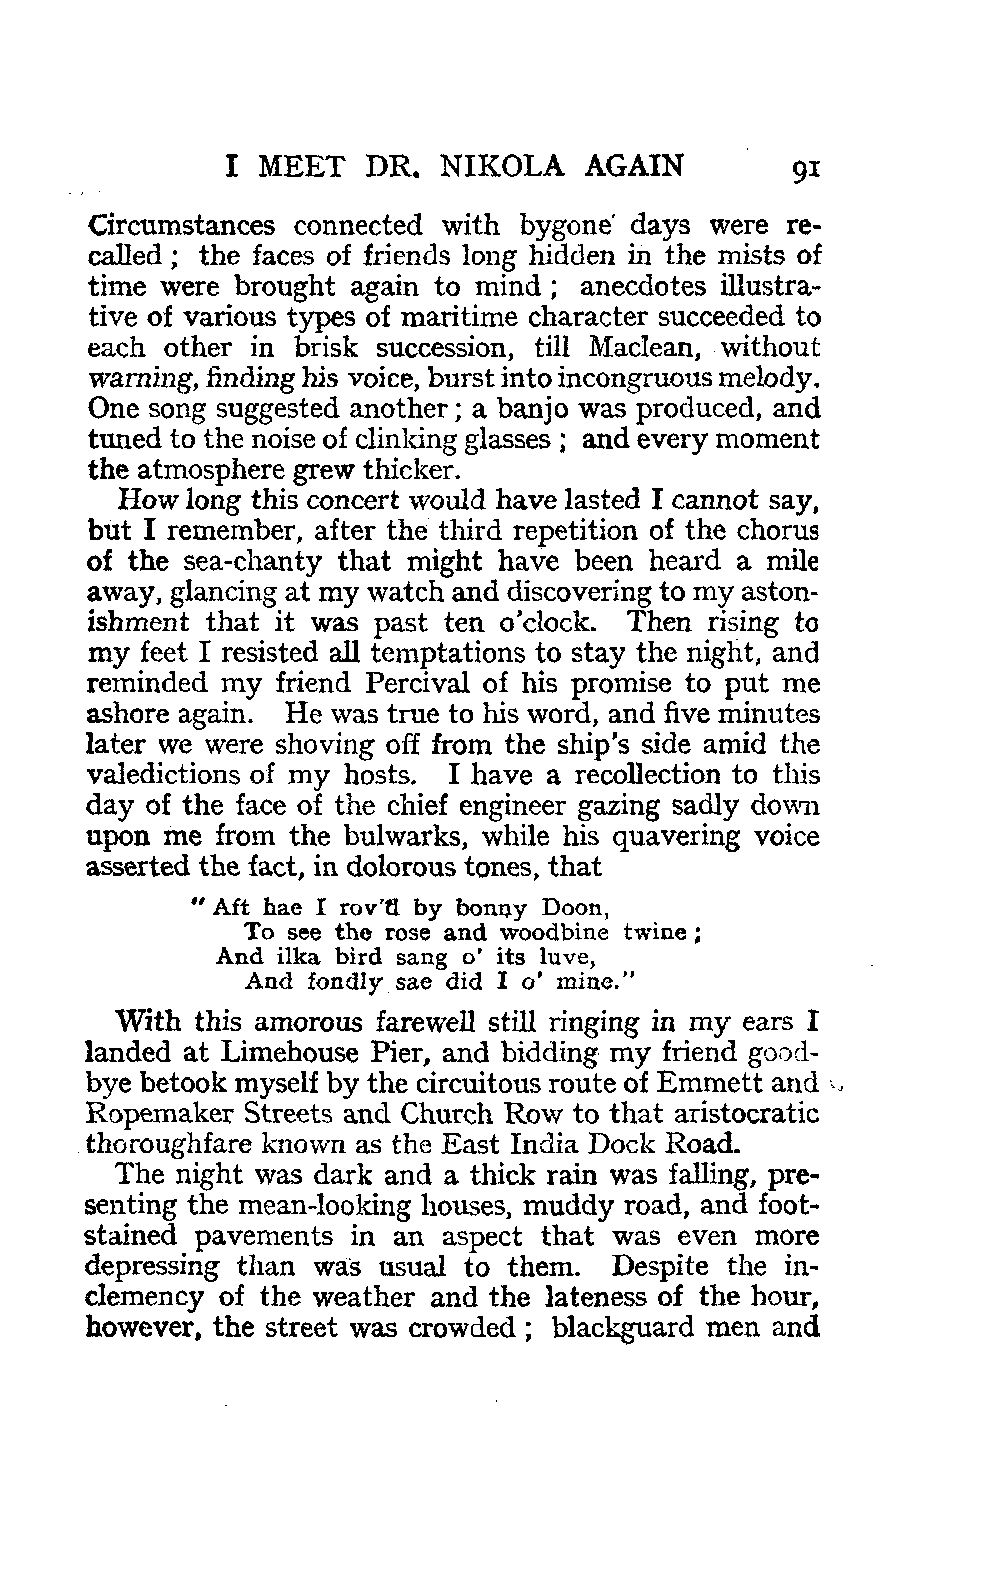 I MEET DR. NIKOLA AGAIN 91
Circumstances connected with bygone days were re-
called ; the faces of friends long hidden in the mists of
time were brought again to mind ; anecdotes illustra-
tive of various types of maritime character succeeded to
each other in brisk succession, till Maclean, without
warning, finding his voice, burst into incongruous melody.
One song suggested another ; a banjo was produced, and
tuned to the noise of clinking glasses ; and every moment
the atmosphere grew thicker.
How long this concert would have lasted I cannot say,
but I remember, after the third repetition of the chorus
of the sea-chanty that might have been heard a mile
away, glancing at my watch and discovering to my aston-
ishment that it was past ten o'clock. Then rising to
my feet I resisted all temptations to stay the night, and
reminded my friend Percival of his promise to put me
ashore again. He was true to his word, and five minutes
later we were shoving off from the ship's side amid the
valedictions of my hosts. I have a recollection to this
day of the face of the chief engineer gazing sadly down
upon me from the bulwarks, while his quavering voice
asserted the fact, in dolorous tones, that
" Aft hae I rov'd by bonny Doon,
To see the rose and woodbine twine ;
And ilka bird sang o' its luve,
And fondly sae did I o' mine."
With this amorous farewell still ringing in my ears I
landed at Limehouse Pier, and bidding my friend good-
bye betook myself by the circuitous route of Emmett and
Ropemaker Streets and Church Row to that aristocratic
thoroughfare known as the East India Dock Road.
The night was dark and a thick rain was falling, pre-
senting the mean-looking houses, muddy road, and foot-
stained pavements in an aspect that was even more
depressing than was usual to them. Despite the in-
clemency of the weather and the lateness of the hour,
however, the street was crowded ; blackguard men and